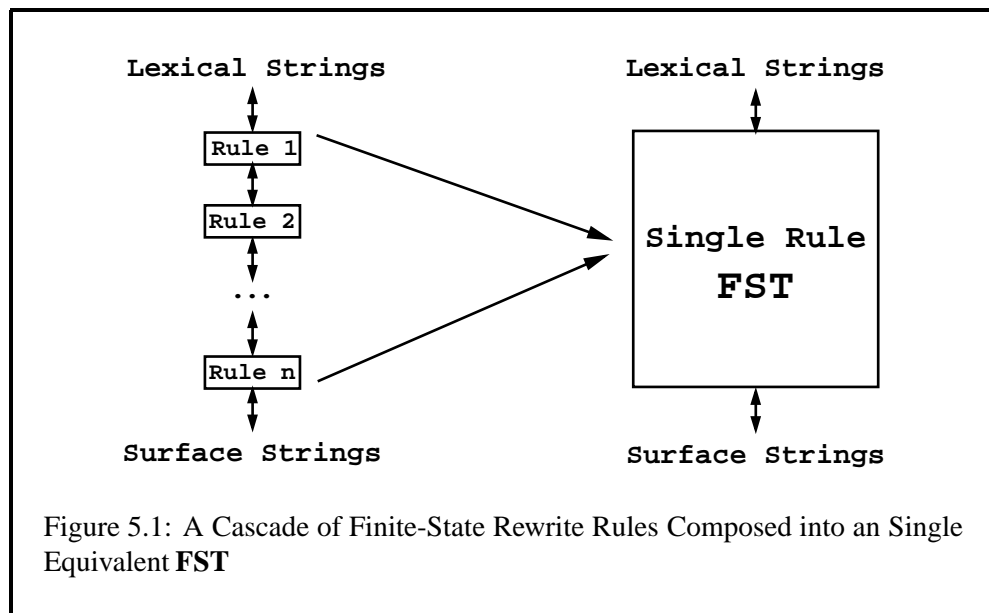 Lexical Strings
Rule 1
Rule 2
...
Rule n
Surface Strings
Lexical Strings
Single Rule
FST
Surface Strings
Figure 5.1: A Cascade of Finite-State Rewrite Rules Composed into an Single
Equivalent FST